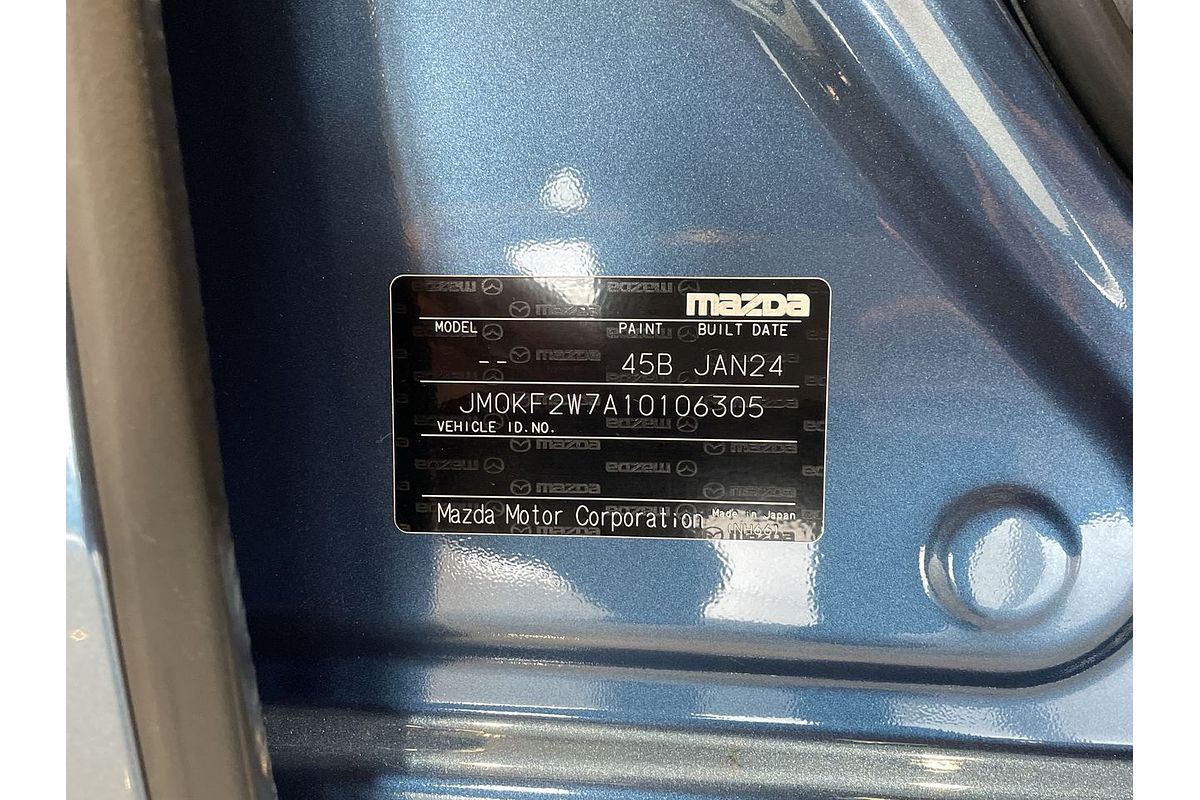 mazda
MODEL PAINT BUILT DATE
-- 45B JAN24
JM0KF2W7A10106305
VEHICLE ID.NO.
Mazda Motor Corporation Made in Japan